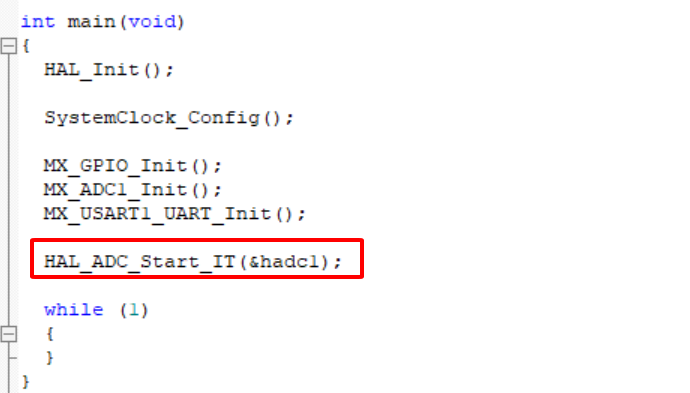 int main(void)
{
HAL_Init();
SystemClock_Config();
MX_GPIO_Init();
MX_ADC1_Init();
MX_USART1_UART_Init();
HAL_ADC_Start_IT(&hadc1);
while (1)
{
}
}